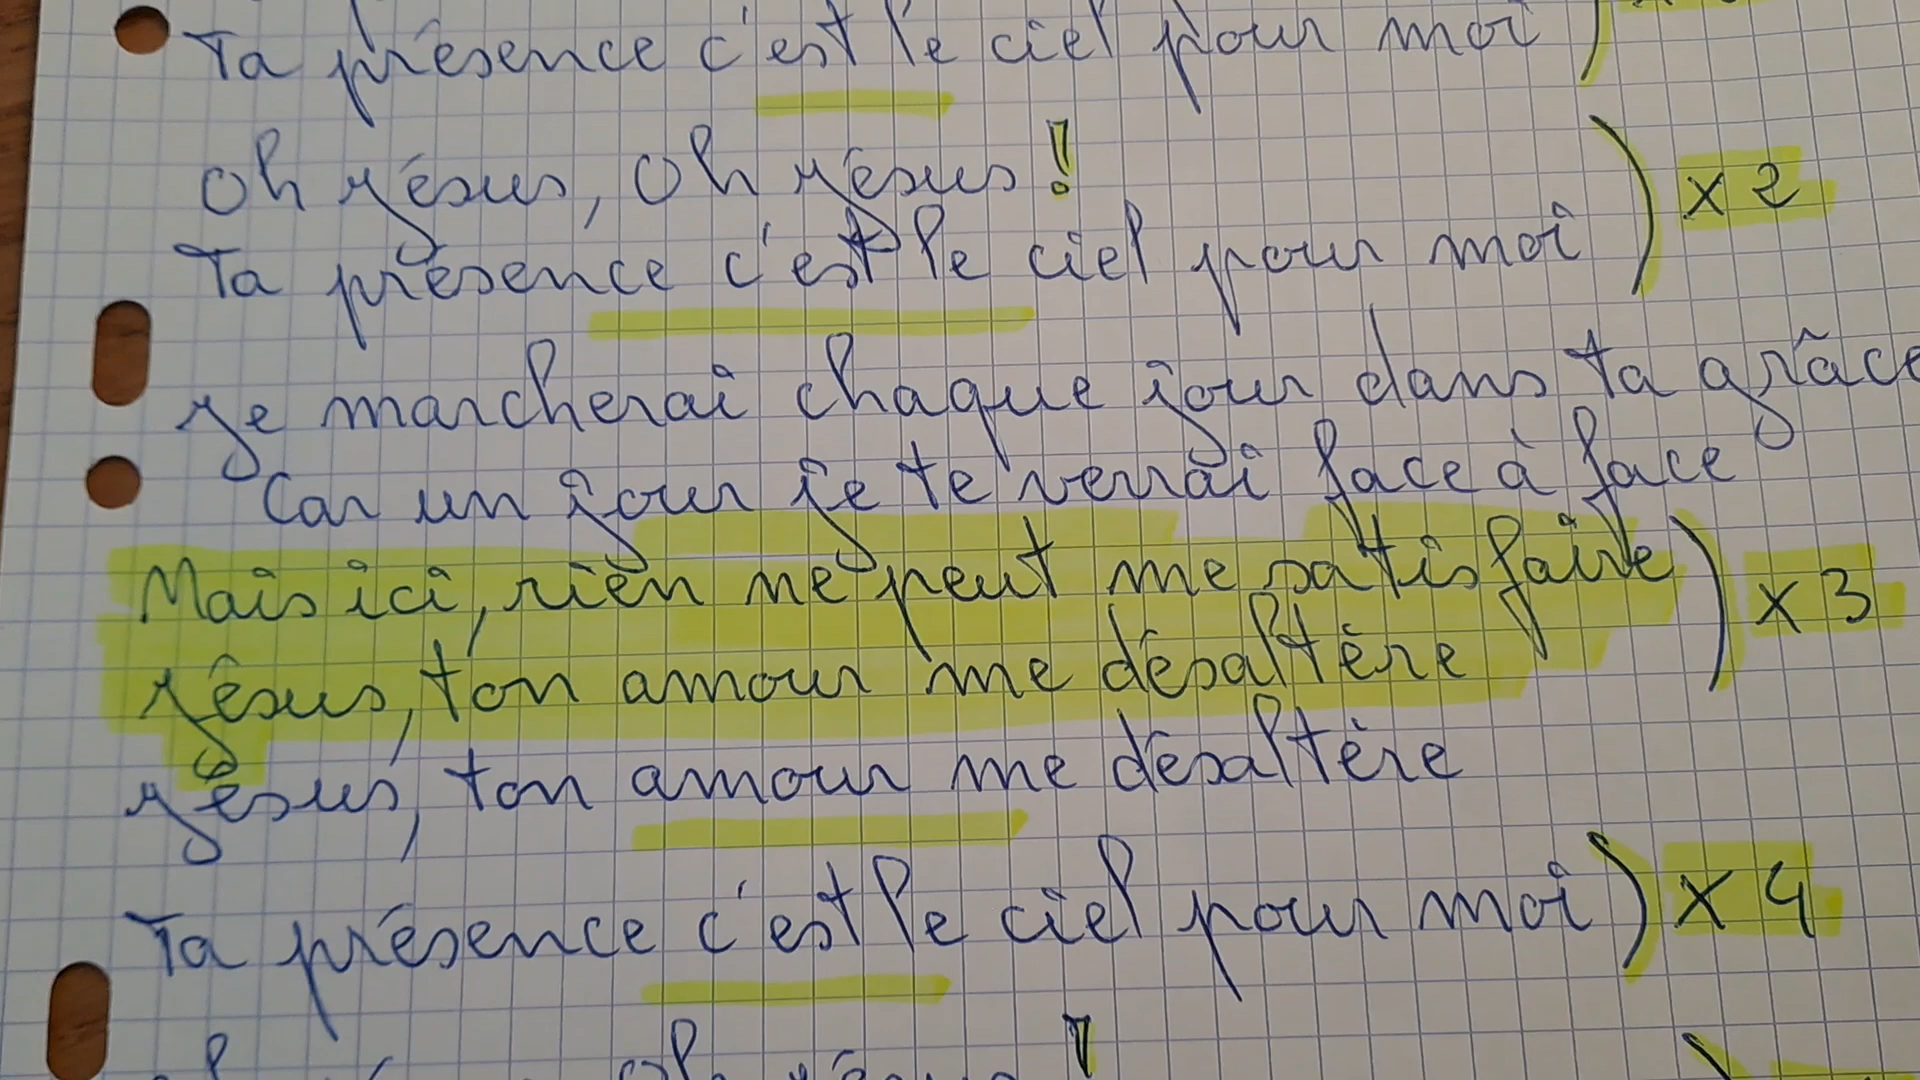 Ta présence c'est le ciel pour moi )
Oh Jésus, Oh Jésus !
Ta présence c'est le ciel pour moi ) x 2
Je marcherai chaque jour dans ta grâce
Car un jour je te verrai face à face
Mais ici, rien ne peut me satisfaire
Jésus, ton amour me désaltère ) x 3
Jésus, ton amour me désaltère
Ta présence c'est le ciel pour moi ) x 4